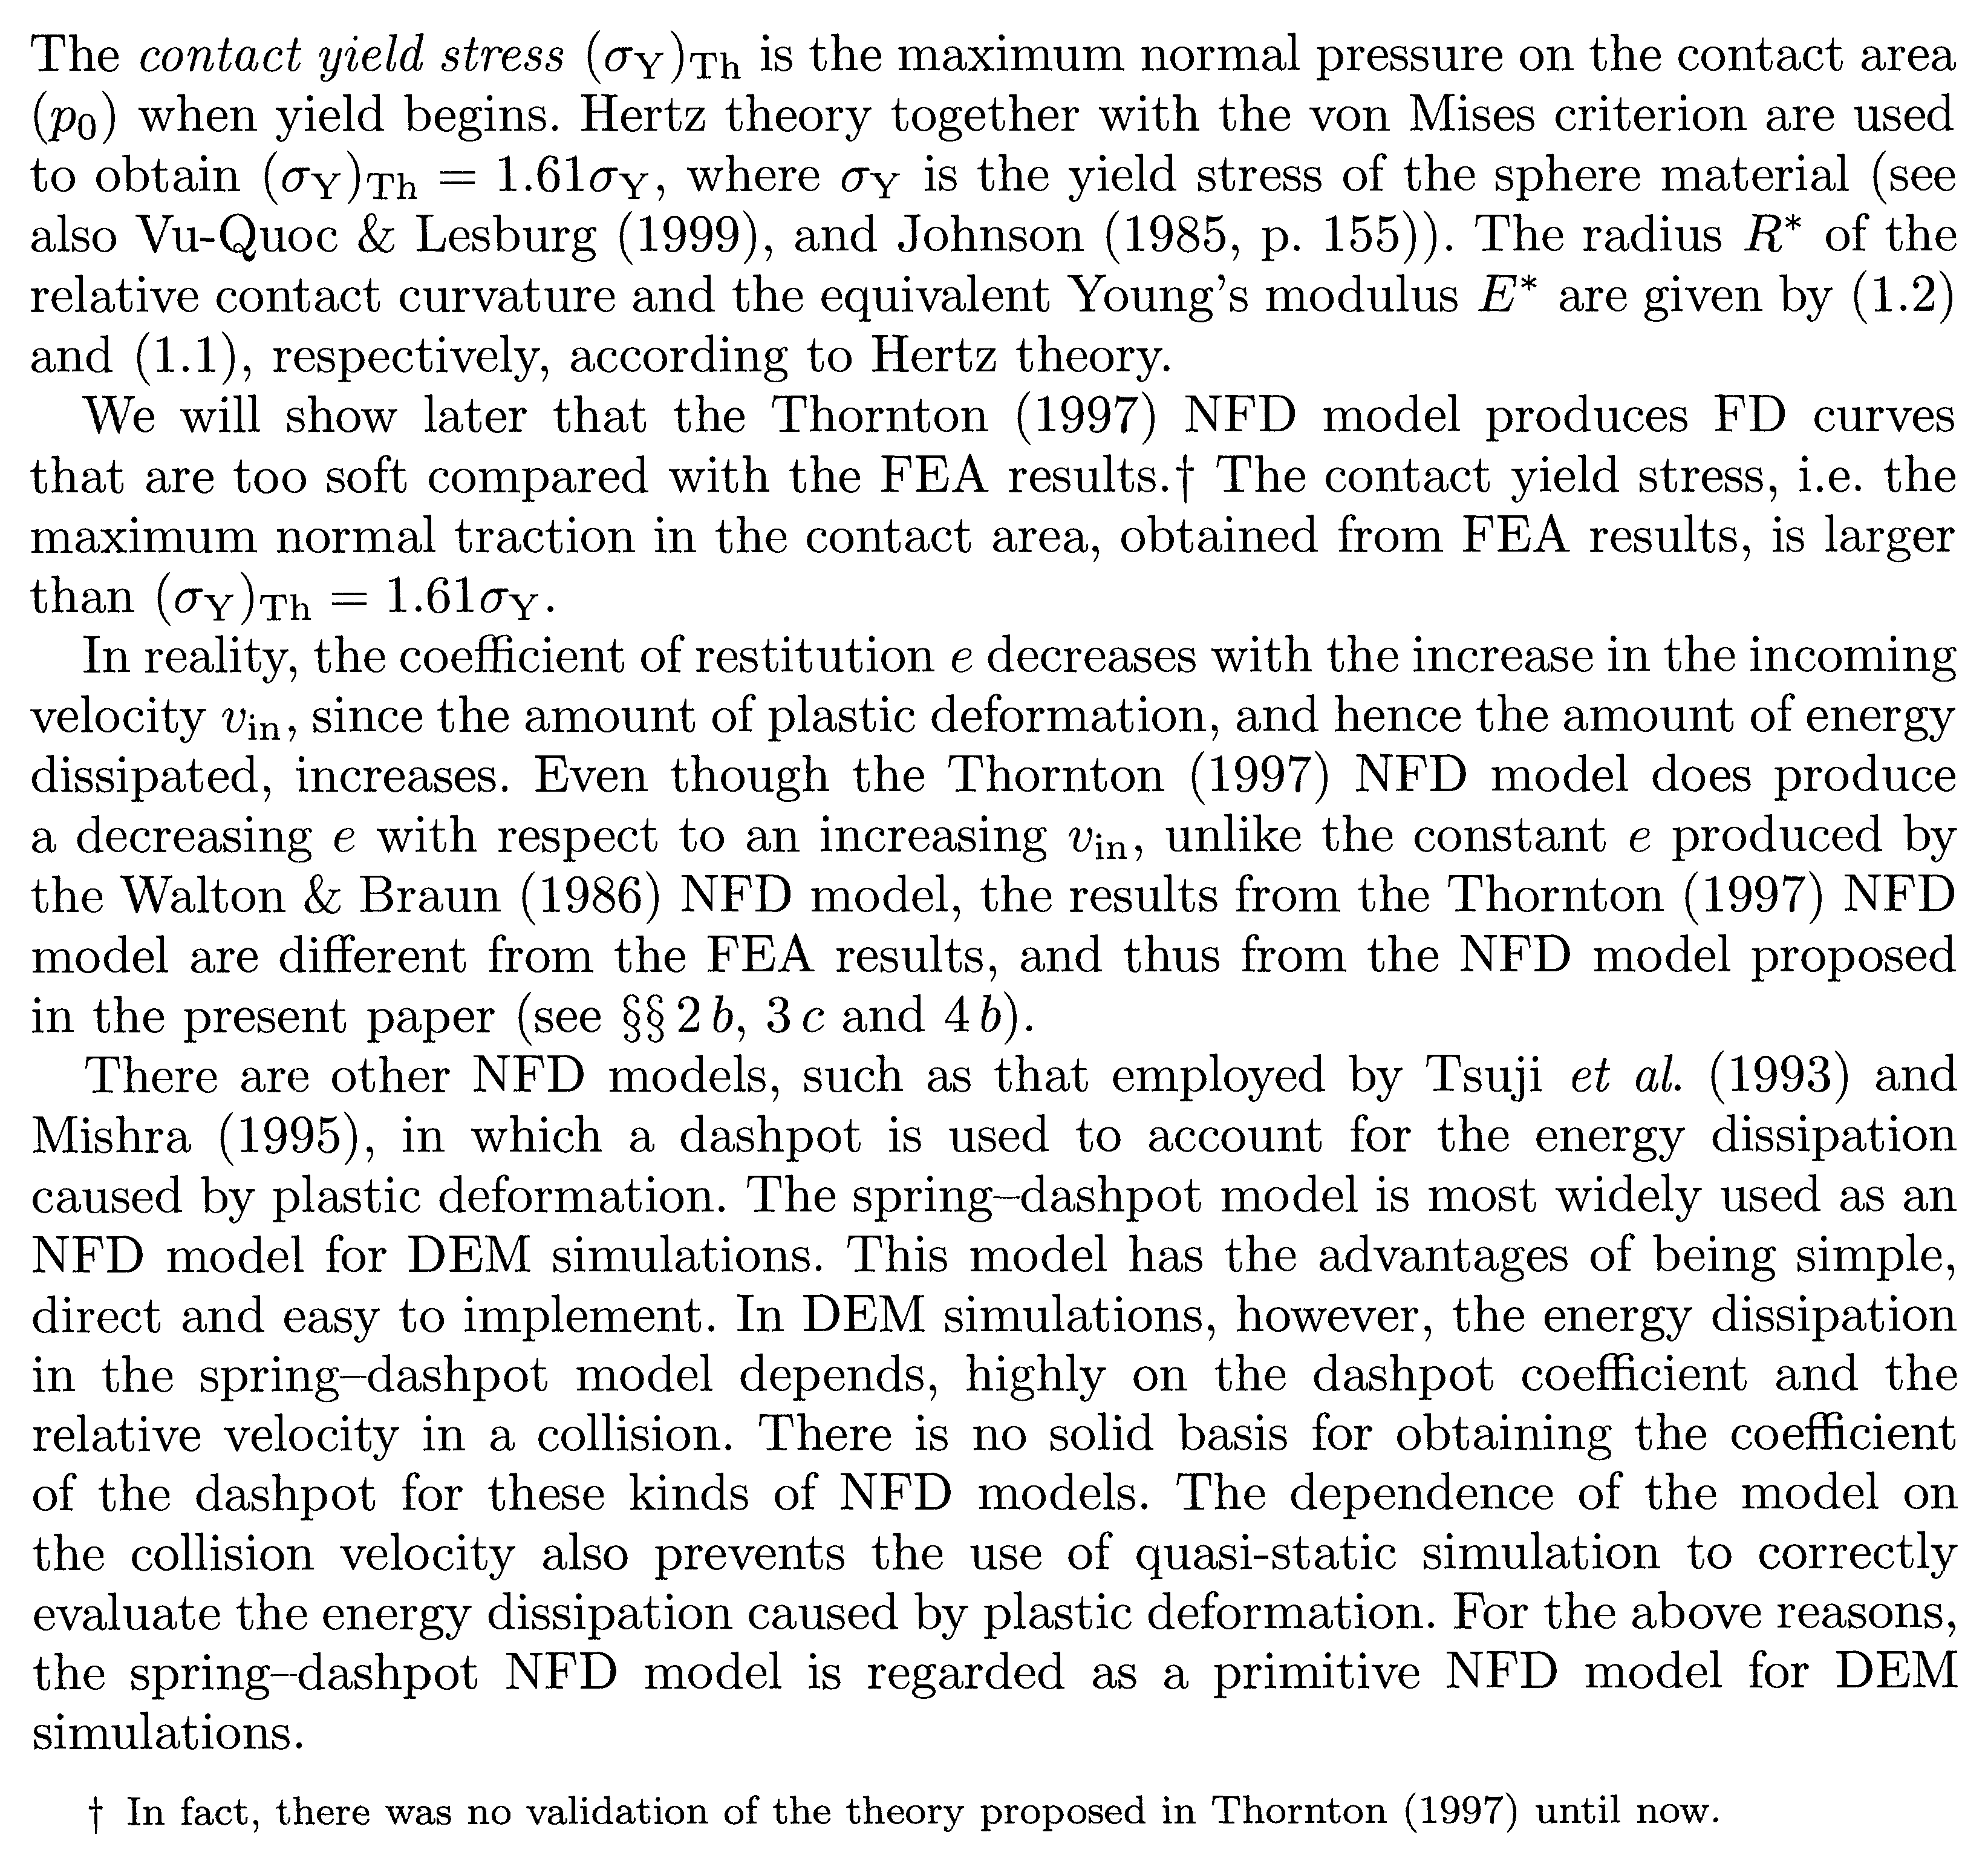 The contact yield stress (σY)Th is the maximum normal pressure on the contact area
(p0) when yield begins. Hertz theory together with the von Mises criterion are used
to obtain (σY)Th = 1.61σY, where σY is the yield stress of the sphere material (see
also Vu-Quoc & Lesburg (1999), and Johnson (1985, p. 155)). The radius R* of the
relative contact curvature and the equivalent Young's modulus E* are given by (1.2)
and (1.1), respectively, according to Hertz theory.
We will show later that the Thornton (1997) NFD model produces FD curves
that are too soft compared with the FEA results.† The contact yield stress, i.e. the
maximum normal traction in the contact area, obtained from FEA results, is larger
than (σY)Th = 1.61σY.
In reality, the coefficient of restitution e decreases with the increase in the incoming
velocity vin, since the amount of plastic deformation, and hence the amount of energy
dissipated, increases. Even though the Thornton (1997) NFD model does produce
a decreasing e with respect to an increasing vin, unlike the constant e produced by
the Walton & Braun (1986) NFD model, the results from the Thornton (1997) NFD
model are different from the FEA results, and thus from the NFD model proposed
in the present paper (see §§ 2 b, 3 c and 4 b).
There are other NFD models, such as that employed by Tsuji et al. (1993) and
Mishra (1995), in which a dashpot is used to account for the energy dissipation
caused by plastic deformation. The spring–dashpot model is most widely used as an
NFD model for DEM simulations. This model has the advantages of being simple,
direct and easy to implement. In DEM simulations, however, the energy dissipation
in the spring–dashpot model depends, highly on the dashpot coefficient and the
relative velocity in a collision. There is no solid basis for obtaining the coefficient
of the dashpot for these kinds of NFD models. The dependence of the model on
the collision velocity also prevents the use of quasi-static simulation to correctly
evaluate the energy dissipation caused by plastic deformation. For the above reasons,
the spring–dashpot NFD model is regarded as a primitive NFD model for DEM
simulations.
† In fact, there was no validation of the theory proposed in Thornton (1997) until now.